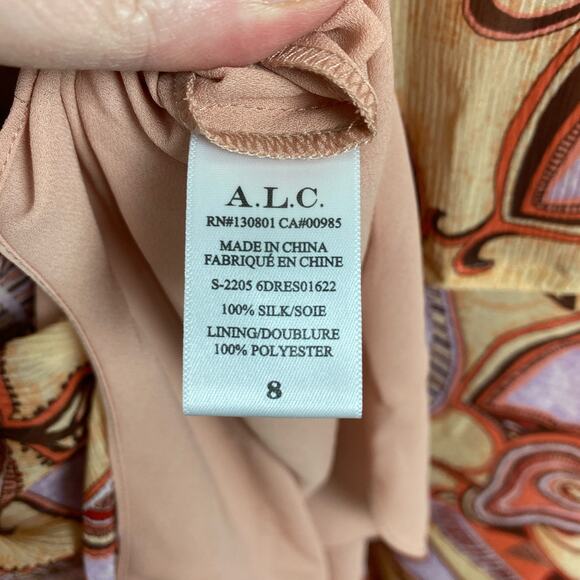 A.L.C.
RN#130801 CA#00985
MADE IN CHINA
FABRIQUÉ EN CHINE
S-2205 6DRES01622
100% SILK/SOIE
LINING/DOUBLURE
100% POLYESTER
8